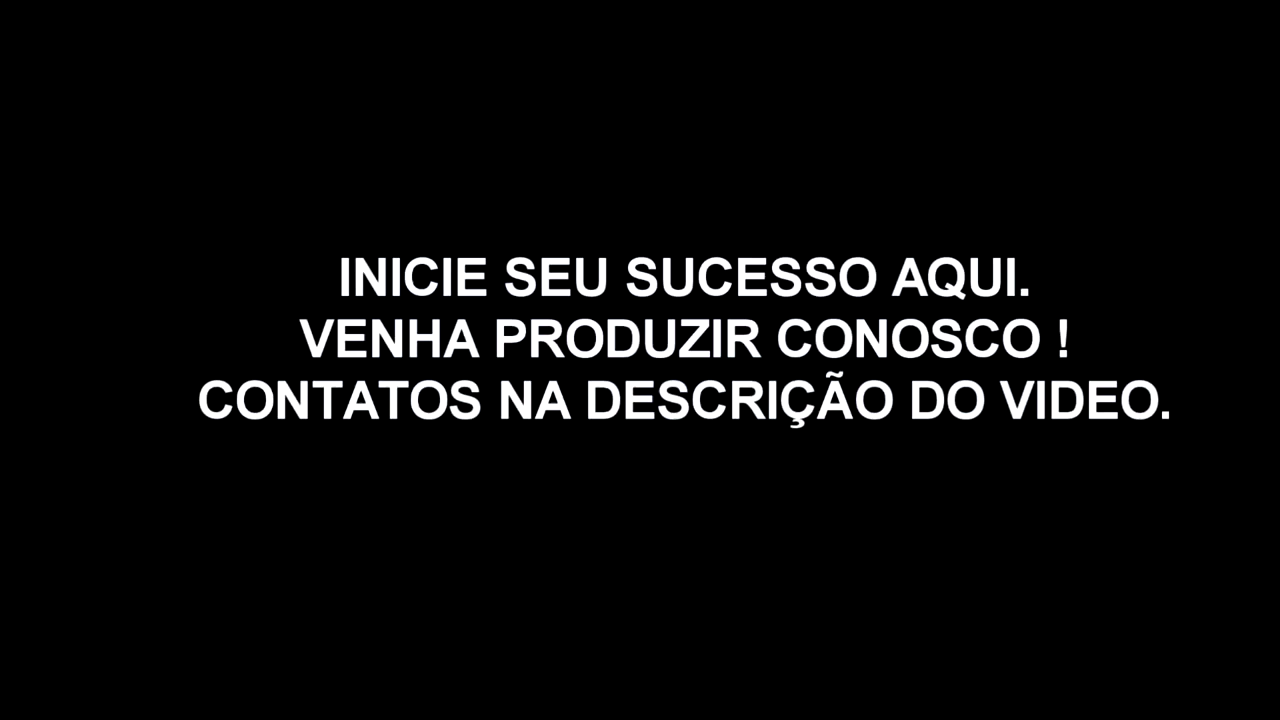 INICIE SEU SUCESSO AQUI.
VENHA PRODUZIR CONOSCO !
CONTATOS NA DESCRIÇÃO DO VIDEO.